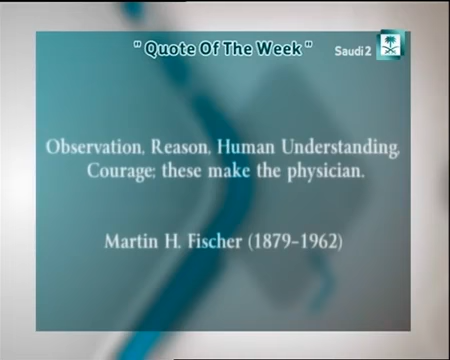 " Quote Of The Week "
Saudi 2
Observation, Reason, Human Understanding,
Courage; these make the physician.
Martin H. Fischer (1879-1962)